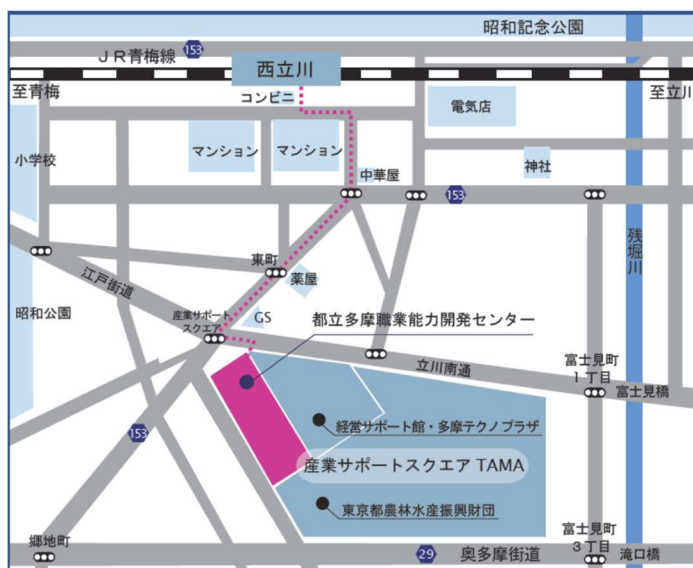 昭和記念公園
JR青梅線
153
西立川
至青梅
コンビニ
電気店
至立川
小学校
マンション
マンション
中華屋
神社
153
残堀川
東町
薬屋
江戸街道
昭和公園
産業サポート
スクエア
GS
都立多摩職業能力開発センター
立川南通
富士見町
1丁目
富士見橋
153
経営サポート館・多摩テクノプラザ
産業サポートスクエアTAMA
東京都農林水産振興財団
郷地町
29
奥多摩街道
富士見町
3丁目
滝口橋